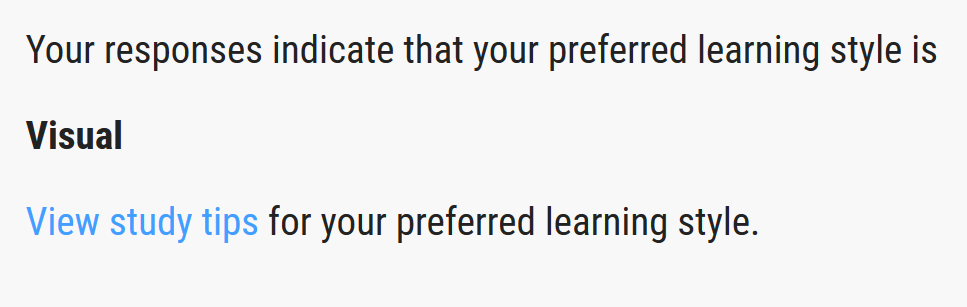 Your responses indicate that your preferred learning style is
Visual
View study tips for your preferred learning style.